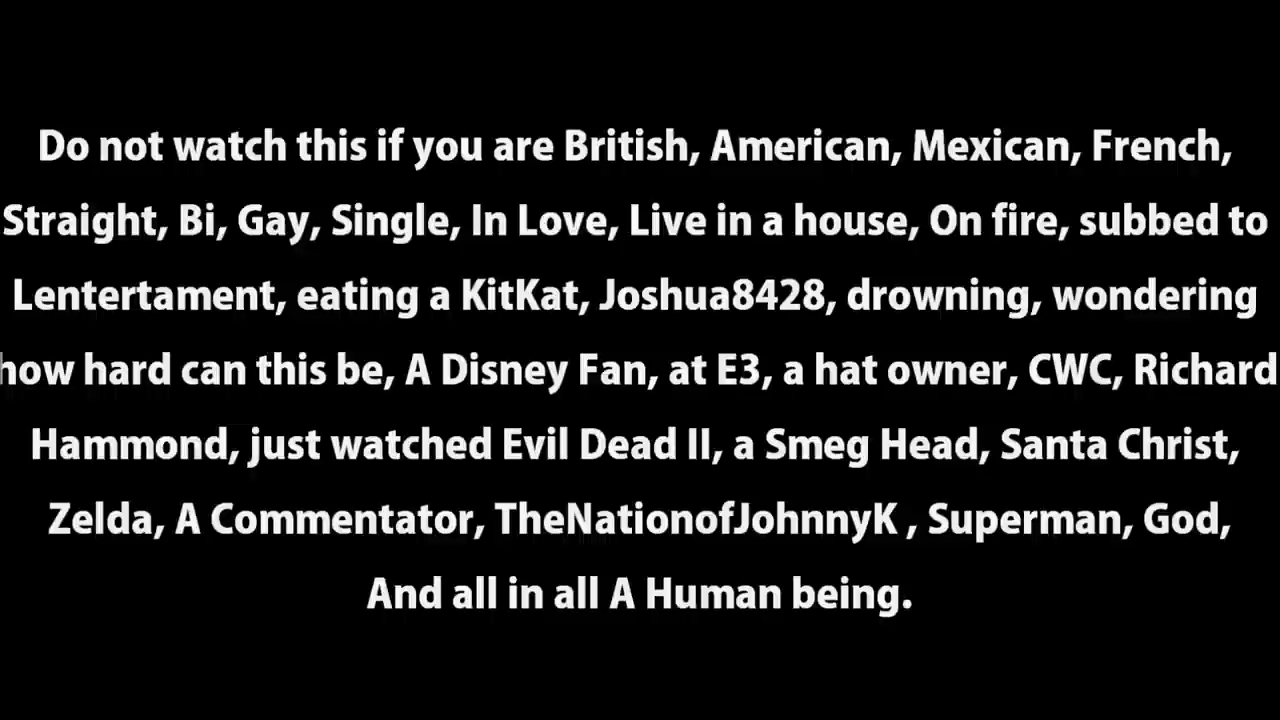 Do not watch this if you are British, American, Mexican, French,
Straight, Bi, Gay, Single, In Love, Live in a house, On fire, subbed to
Lentertament, eating a KitKat, Joshua8428, drowning, wondering
how hard can this be, A Disney Fan, at E3, a hat owner, CWC, Richard
Hammond, just watched Evil Dead II, a Smeg Head, Santa Christ,
Zelda, A Commentator, TheNationofJohnnyK , Superman, God,
And all in all A Human being.